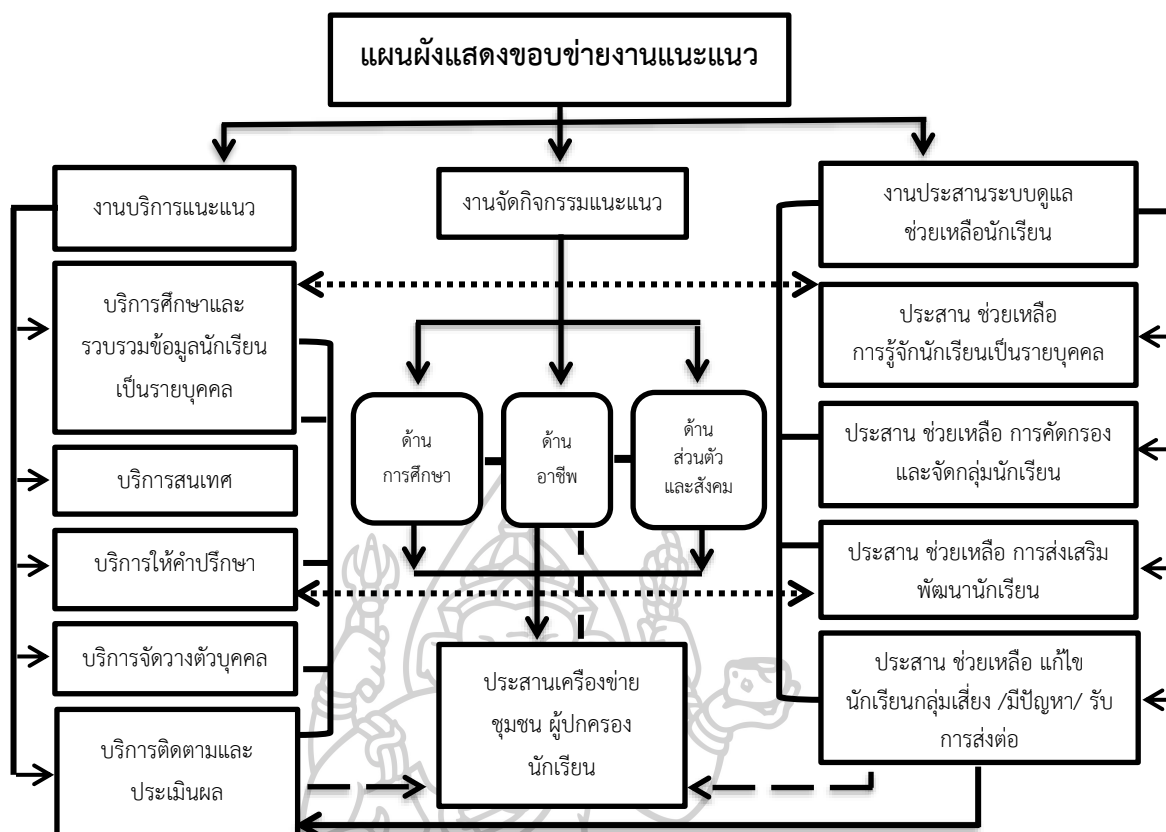 แผนผังแสดงขอบข่ายงานแนะแนว
งานบริการแนะแนว
บริการศึกษาและ
รวบรวมข้อมูลนักเรียน
เป็นรายบุคคล
บริการสนเทศ
บริการให้คำปรึกษา
บริการจัดวางตัวบุคคล
บริการติดตามและ
ประเมินผล
งานจัดกิจกรรมแนะแนว
ด้าน
การศึกษา
ด้าน
อาชีพ
ด้าน
ส่วนตัว
และสังคม
ประสานเครื่องข่าย
ชุมชน ผู้ปกครอง
นักเรียน
งานประสานระบบดูแล
ช่วยเหลือนักเรียน
ประสาน ช่วยเหลือ
การรู้จักนักเรียนเป็นรายบุคคล
ประสาน ช่วยเหลือ การคัดกรอง
และจัดกลุ่มนักเรียน
ประสาน ช่วยเหลือ การส่งเสริม
พัฒนานักเรียน
ประสาน ช่วยเหลือ แก้ไข
นักเรียนกลุ่มเสี่ยง /มีปัญหา/ รับ
การส่งต่อ